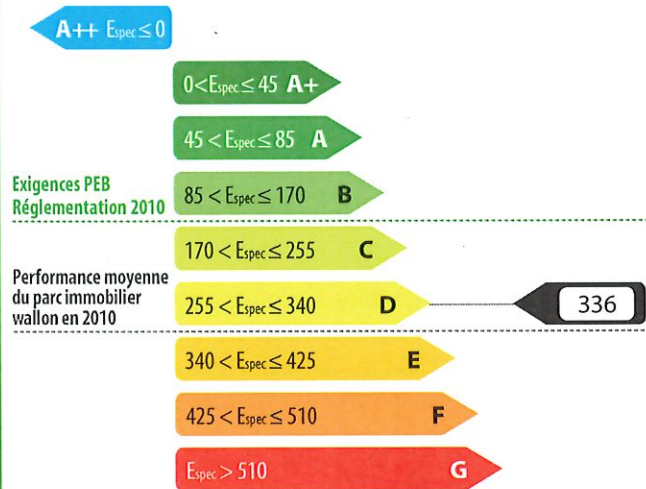 A++ Espec ≤ 0
0 < Espec ≤ 45 A+
45 < Espec ≤ 85 A
Exigences PEB
Réglementation 2010
85 < Espec ≤ 170 B
170 < Espec ≤ 255 C
Performance moyenne
du parc immobilier
wallon en 2010
255 < Espec ≤ 340 D
336
340 < Espec ≤ 425 E
425 < Espec ≤ 510 F
Espec > 510 G